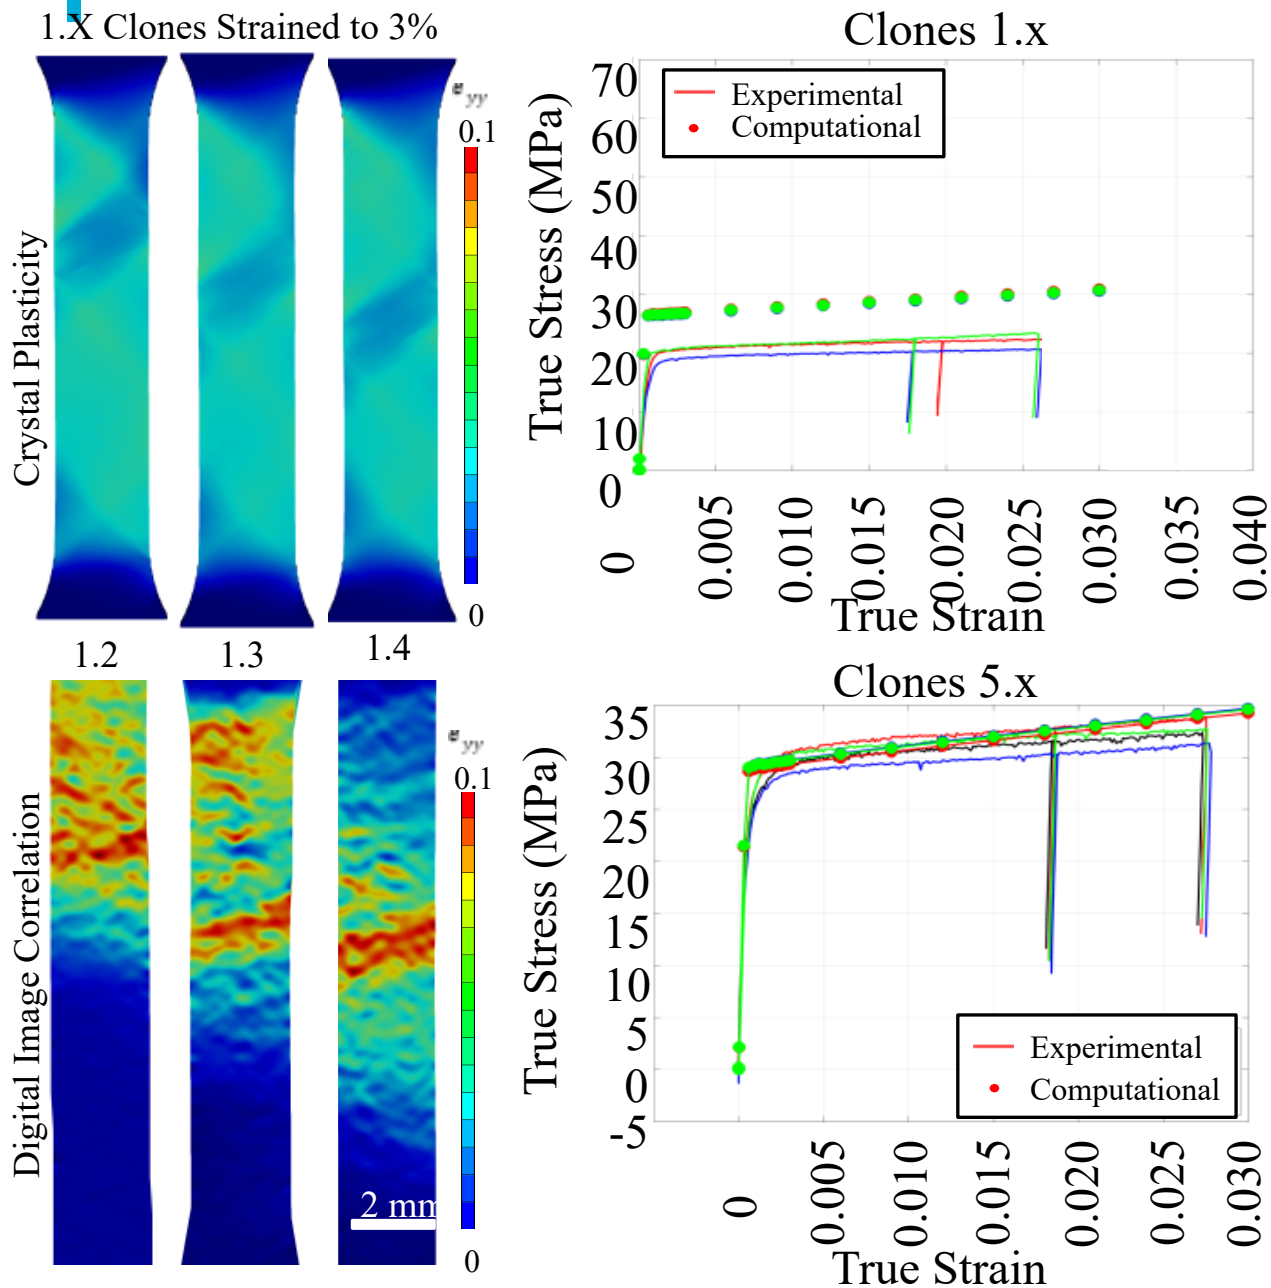 1.X Clones Strained to 3%
Crystal Plasticity
e yy
0.1
0
1.2
1.3
1.4
Digital Image Correlation
e yy
0.1
0
2 mm
Clones 1.x
True Stress (MPa)
70
60
50
40
30
20
10
0
Experimental
Computational
0
0.005
0.010
0.015
0.020
0.025
0.030
0.035
0.040
True Strain
Clones 5.x
True Stress (MPa)
35
30
25
20
15
10
5
0
-5
Experimental
Computational
0
0.005
0.010
0.015
0.020
0.025
0.030
True Strain